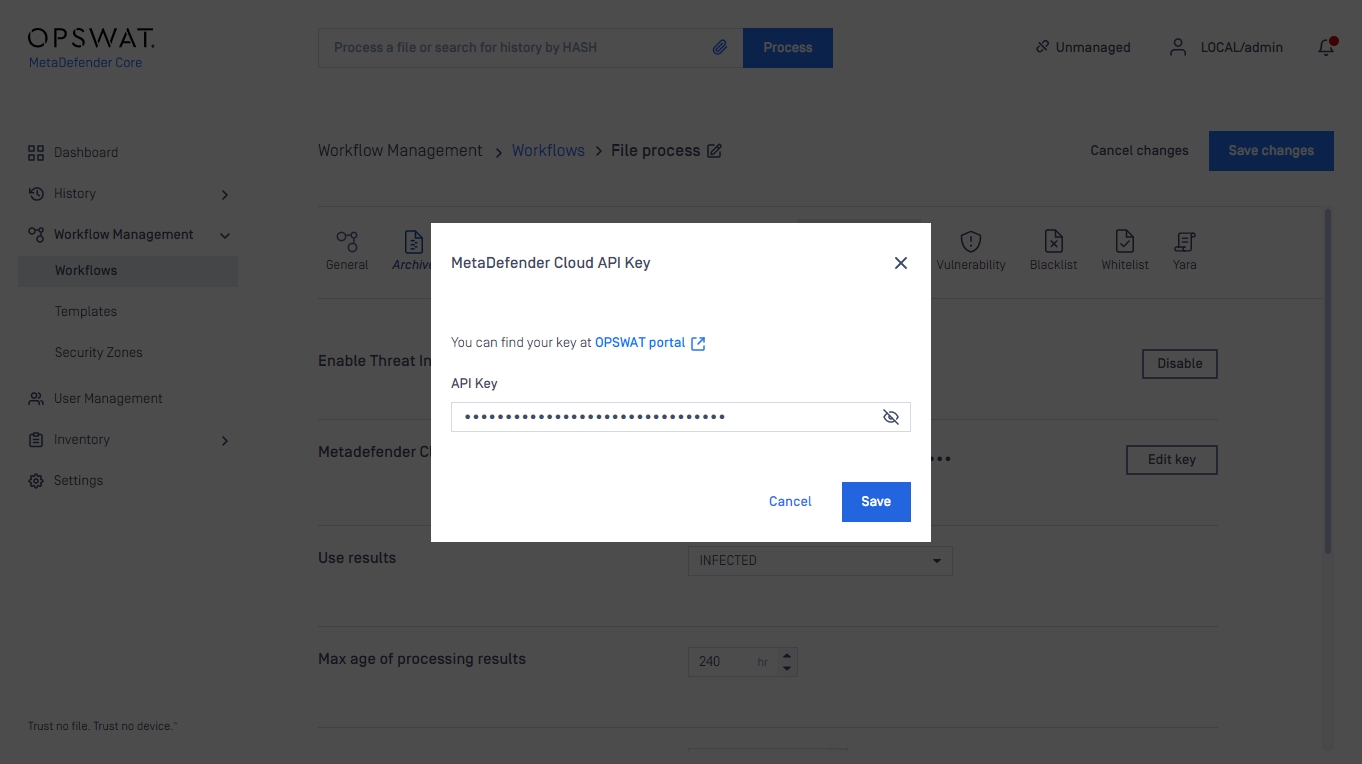 OPSWAT.
MetaDefender Core
Process a file or search for history by HASH
Process
Unmanaged
LOCAL/admin
Dashboard
History
Workflow Management
Workflows
Templates
Security Zones
User Management
Inventory
Settings
Trust no file. Trust no device.™
Workflow Management > Workflows > File process
Cancel changes
Save changes
General
Archive
Vulnerability
Blacklist
Whitelist
Yara
MetaDefender Cloud API Key
You can find your key at OPSWAT portal
API Key
•••••••••••••••••••••••••••••••
Cancel
Save
Enable Threat In
Disable
Metadefender Cl
Edit key
Use results
INFECTED
Max age of processing results
240 hr